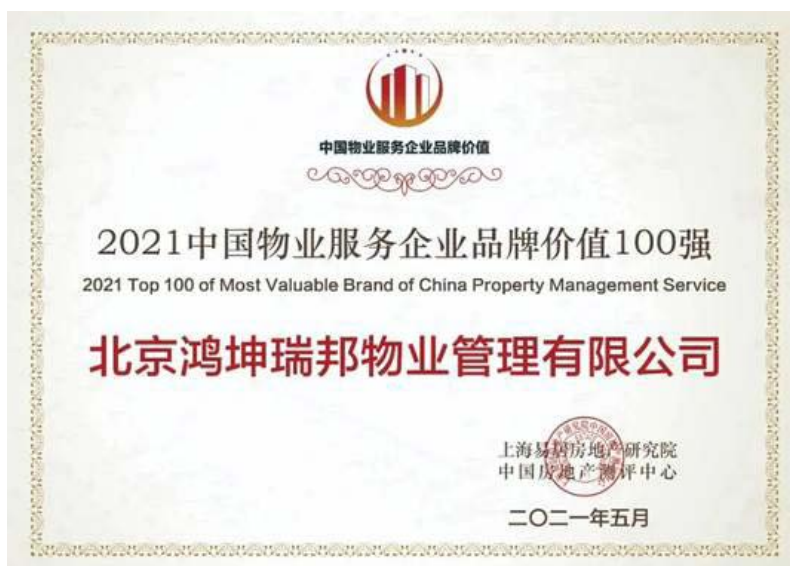 中国物业服务企业品牌价值
2021中国物业服务企业品牌价值100强
2021 Top 100 of Most Valuable Brand of China Property Management Service
北京鸿坤瑞邦物业管理有限公司
上海易居房地产研究院
中国房地产测评中心
二〇二一年五月